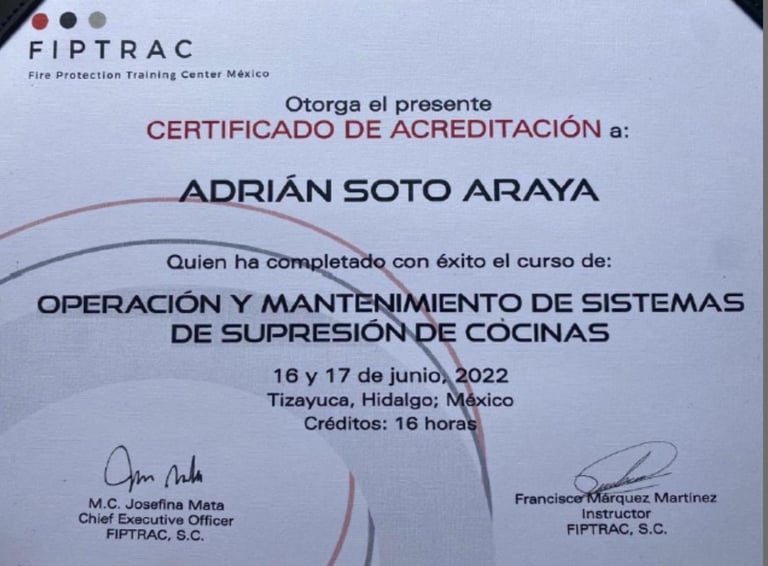 FIPTRAC
Fire Protection Training Center México
Otorga el presente
CERTIFICADO DE ACREDITACIÓN a:
ADRIÁN SOTO ARAYA
Quien ha completado con éxito el curso de:
OPERACIÓN Y MANTENIMIENTO DE SISTEMAS
DE SUPRESIÓN DE COCINAS
16 y 17 de junio, 2022
Tizayuca, Hidalgo; México
Créditos: 16 horas
M.C. Josefina Mata
Chief Executive Officer
FIPTRAC, S.C.
Francisco Márquez Martínez
Instructor
FIPTRAC, S.C.